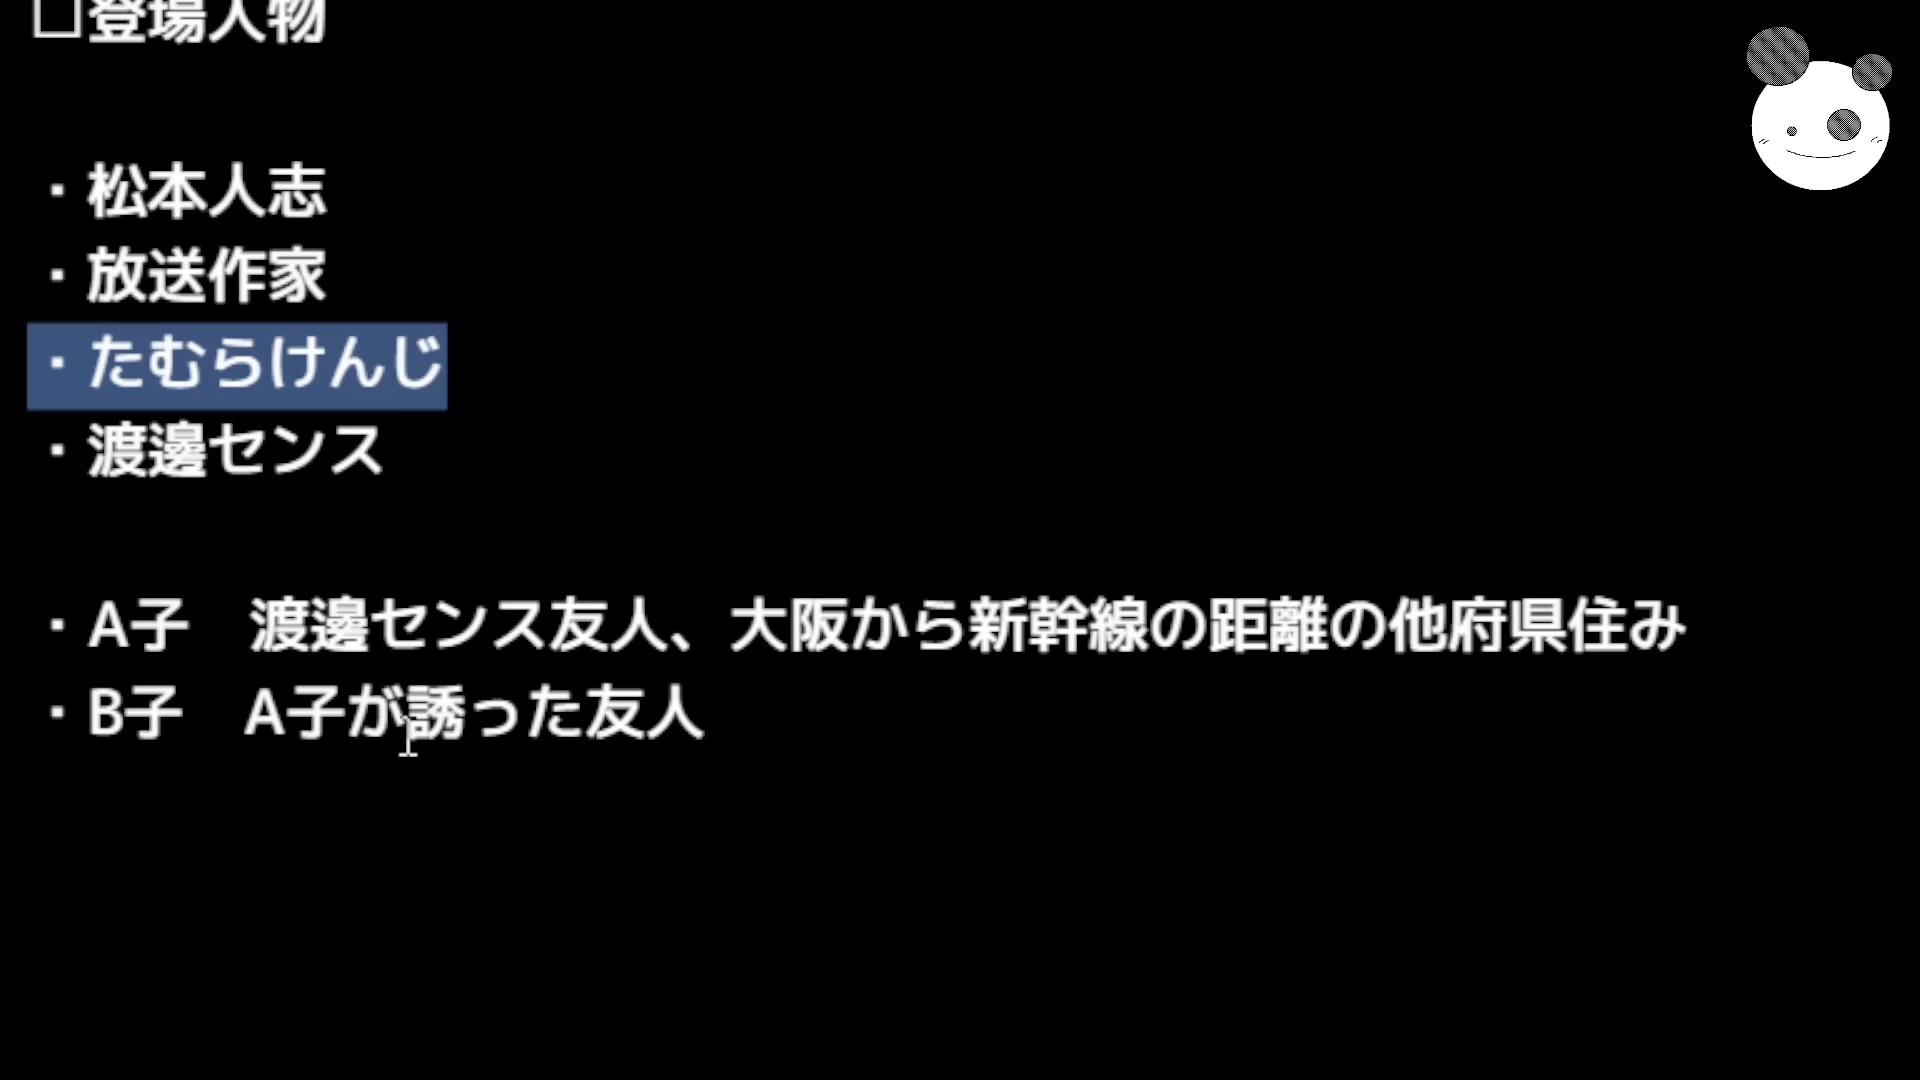 □登場人物
・松本人志
・放送作家
・たむらけんじ
・渡邊センス
・A子　渡邊センス友人、大阪から新幹線の距離の他府県住み
・B子　A子が誘った友人